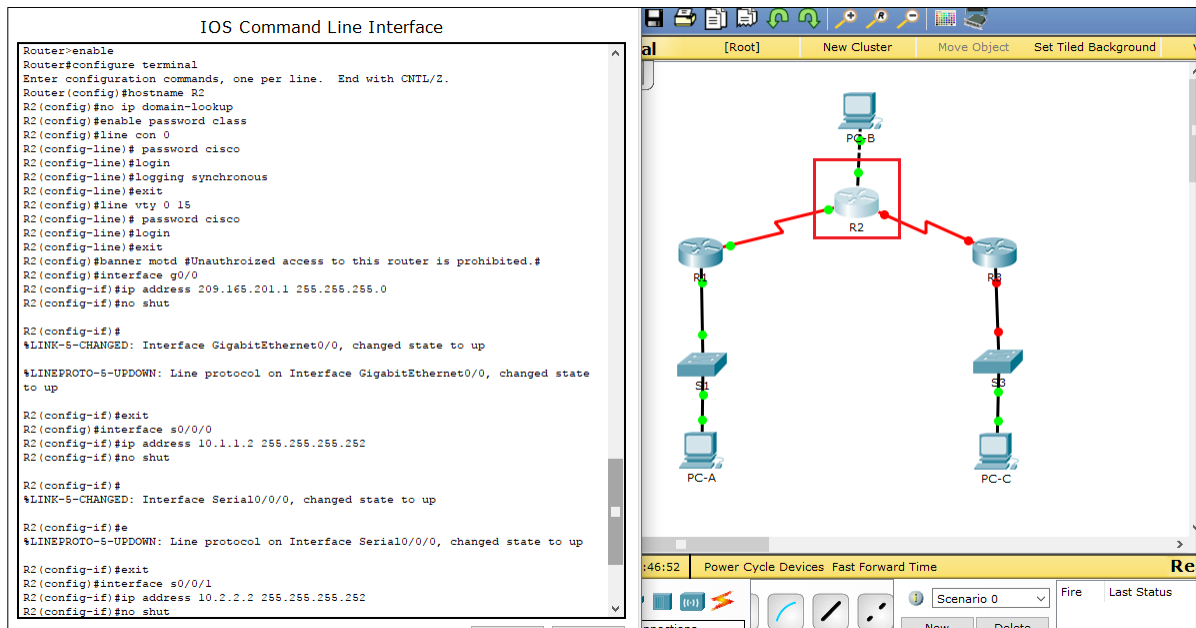 IOS Command Line Interface
Router>enable
Router#configure terminal
Enter configuration commands, one per line.  End with CNTL/Z.
Router(config)#hostname R2
R2(config)#no ip domain-lookup
R2(config)#enable password class
R2(config)#line con 0
R2(config-line)# password cisco
R2(config-line)#login
R2(config-line)#logging synchronous
R2(config-line)#exit
R2(config)#line vty 0 15
R2(config-line)# password cisco
R2(config-line)#login
R2(config-line)#exit
R2(config)#banner motd #Unauthroized access to this router is prohibited.#
R2(config)#interface g0/0
R2(config-if)#ip address 209.165.201.1 255.255.255.0
R2(config-if)#no shut
R2(config-if)#
%LINK-5-CHANGED: Interface GigabitEthernet0/0, changed state to up
%LINEPROTO-5-UPDOWN: Line protocol on Interface GigabitEthernet0/0, changed state
to up
R2(config-if)#exit
R2(config)#interface s0/0/0
R2(config-if)#ip address 10.1.1.2 255.255.255.252
R2(config-if)#no shut
R2(config-if)#
%LINK-5-CHANGED: Interface Serial0/0/0, changed state to up
R2(config-if)#e
%LINEPROTO-5-UPDOWN: Line protocol on Interface Serial0/0/0, changed state to up
R2(config-if)#exit
R2(config)#interface s0/0/1
R2(config-if)#ip address 10.2.2.2 255.255.255.252
R2(config-if)#no shut
al [Root] New Cluster Move Object Set Tiled Background
PC-B
R2
R1
R3
S1
S3
PC-A
PC-C
:46:52 Power Cycle Devices Fast Forward Time Re
Scenario 0
Fire Last Status
New Delete